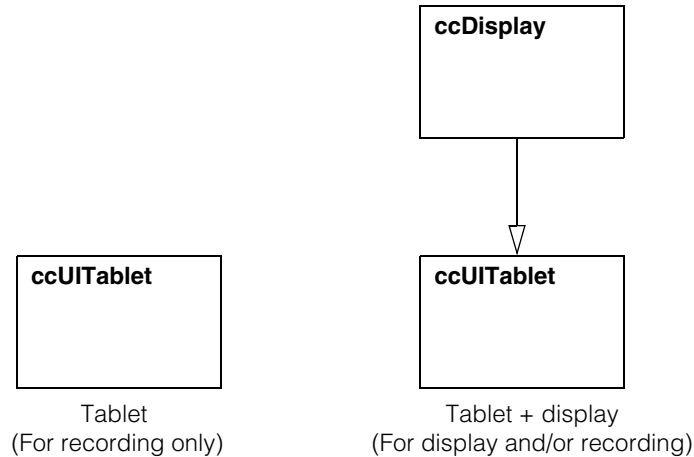 ccDisplay
ccUITablet
ccUITablet
Tablet
(For recording only)
Tablet + display
(For display and/or recording)